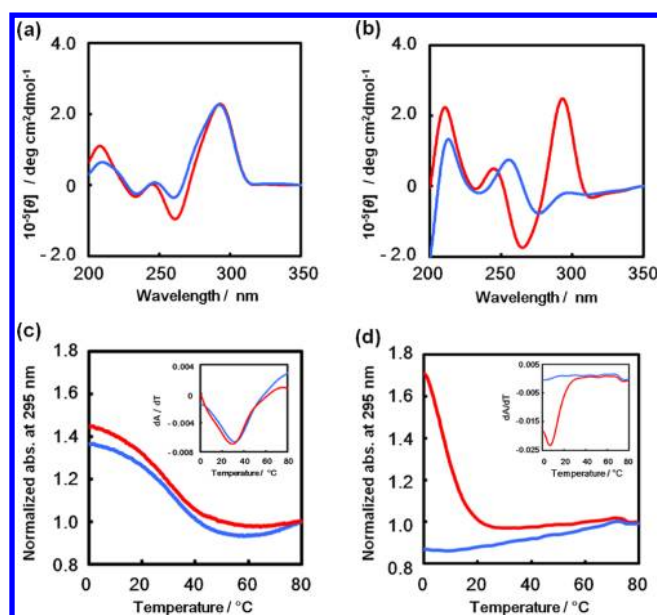 (a)
(b)
4.0
2.0
0
- 2.0
10⁻⁵[θ] / deg cm²dmol⁻¹
200 250 300 350
Wavelength / nm
4.0
2.0
0
- 2.0
10⁻⁵[θ] / deg cm²dmol⁻¹
200 250 300 350
Wavelength / nm
(c)
(d)
1.8
1.6
1.4
1.2
1.0
0.8
Normalized abs. at 295 nm
0 20 40 60 80
Temperature / °C
0.004
0.000
-0.004
-0.008
dA / dT
0 20 40 60 80
Temperature / °C
1.8
1.6
1.4
1.2
1.0
0.8
Normalized abs. at 295 nm
0 20 40 60 80
Temperature / °C
0.005
-0.005
-0.015
-0.025
dA/dT
0 20 40 60 80
Temperature / °C